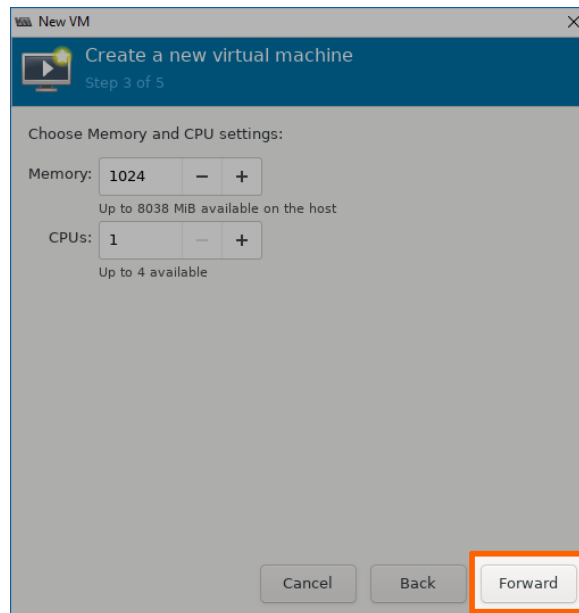 New VM
Create a new virtual machine
Step 3 of 5
Choose Memory and CPU settings:
Memory: 1024 − +
Up to 8038 MiB available on the host
CPUs: 1 − +
Up to 4 available
Cancel Back Forward